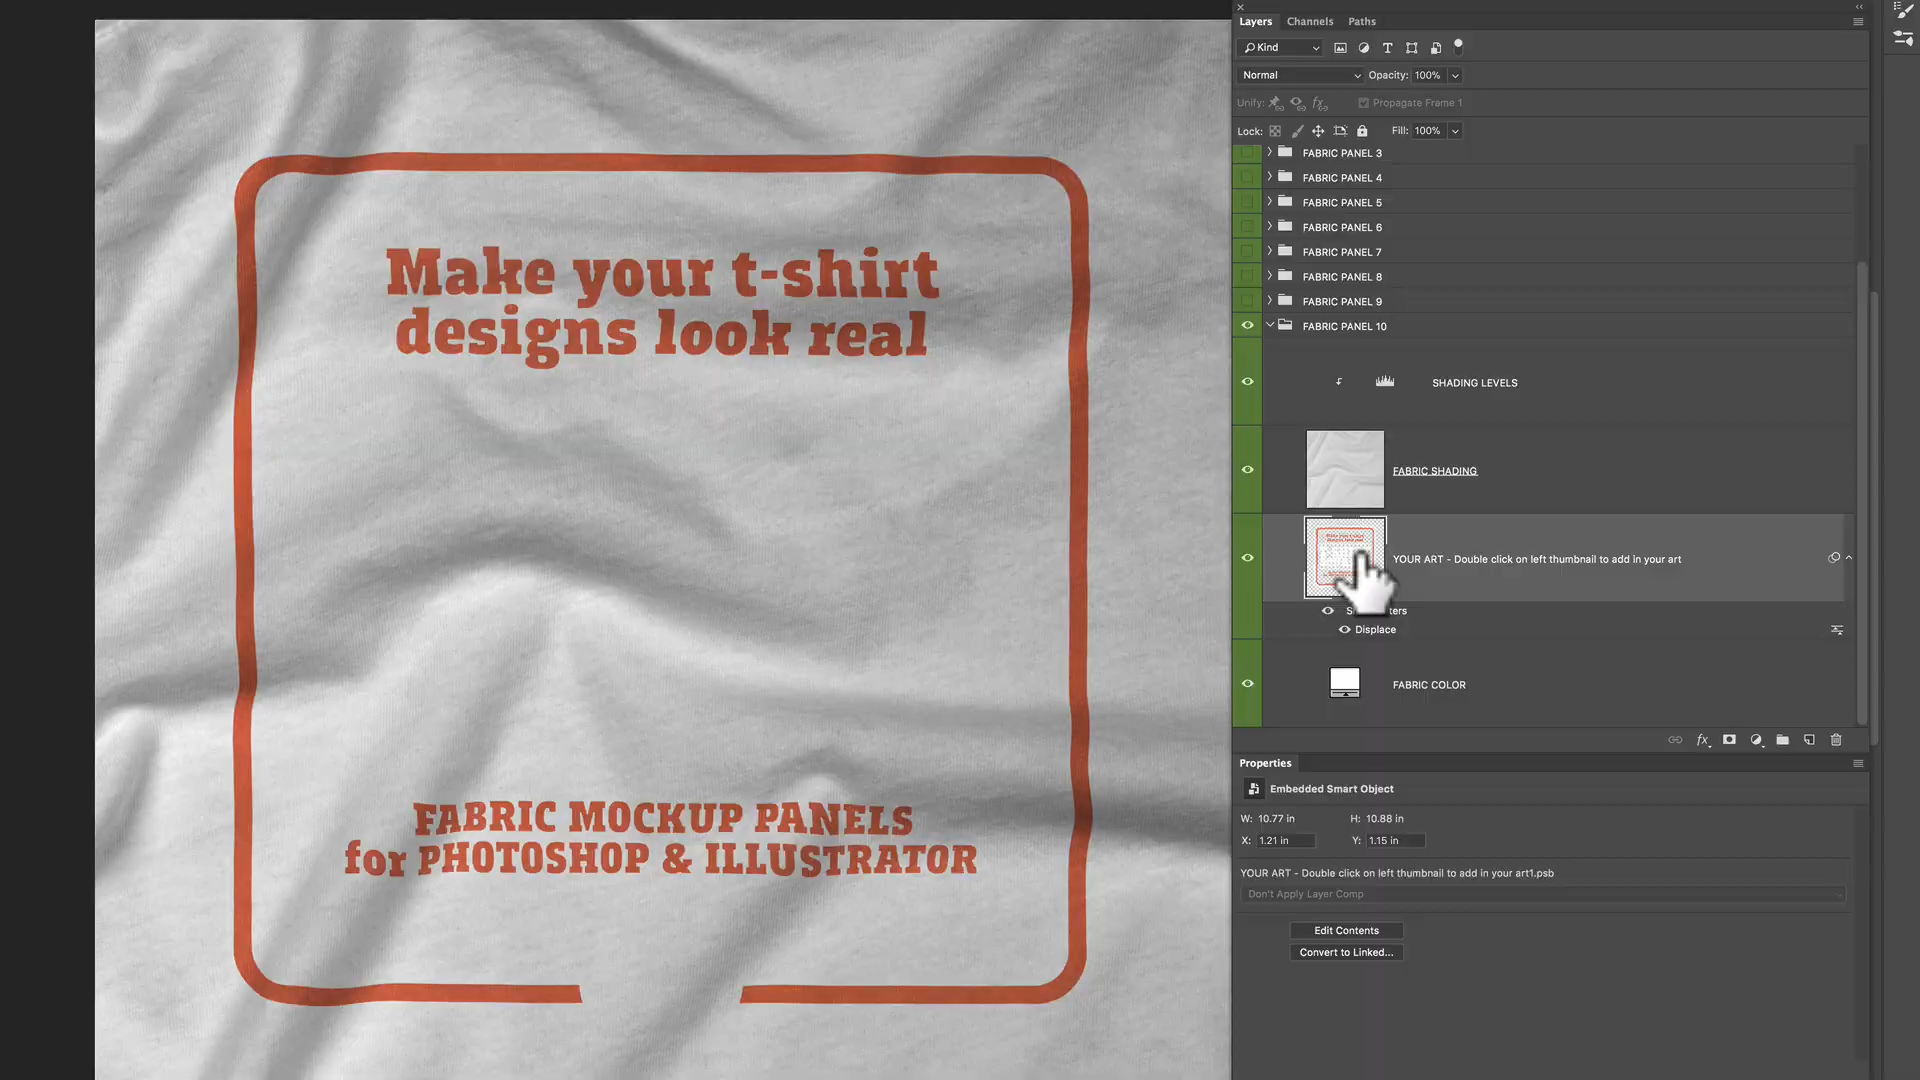 Make your t-shirt
designs look real
FABRIC MOCKUP PANELS
for PHOTOSHOP & ILLUSTRATOR
Layers
Channels
Paths
Kind
Normal
Opacity: 100%
Unify:
Propagate Frame 1
Lock:
Fill: 100%
FABRIC PANEL 3
FABRIC PANEL 4
FABRIC PANEL 5
FABRIC PANEL 6
FABRIC PANEL 7
FABRIC PANEL 8
FABRIC PANEL 9
FABRIC PANEL 10
SHADING LEVELS
FABRIC SHADING
YOUR ART - Double click on left thumbnail to add in your art
Displace
FABRIC COLOR
fx
Properties
Embedded Smart Object
W: 10.77 in
H: 10.88 in
X: 1.21 in
Y: 1.15 in
YOUR ART - Double click on left thumbnail to add in your art1.psb
Don't Apply Layer Comp
Edit Contents
Convert to Linked...